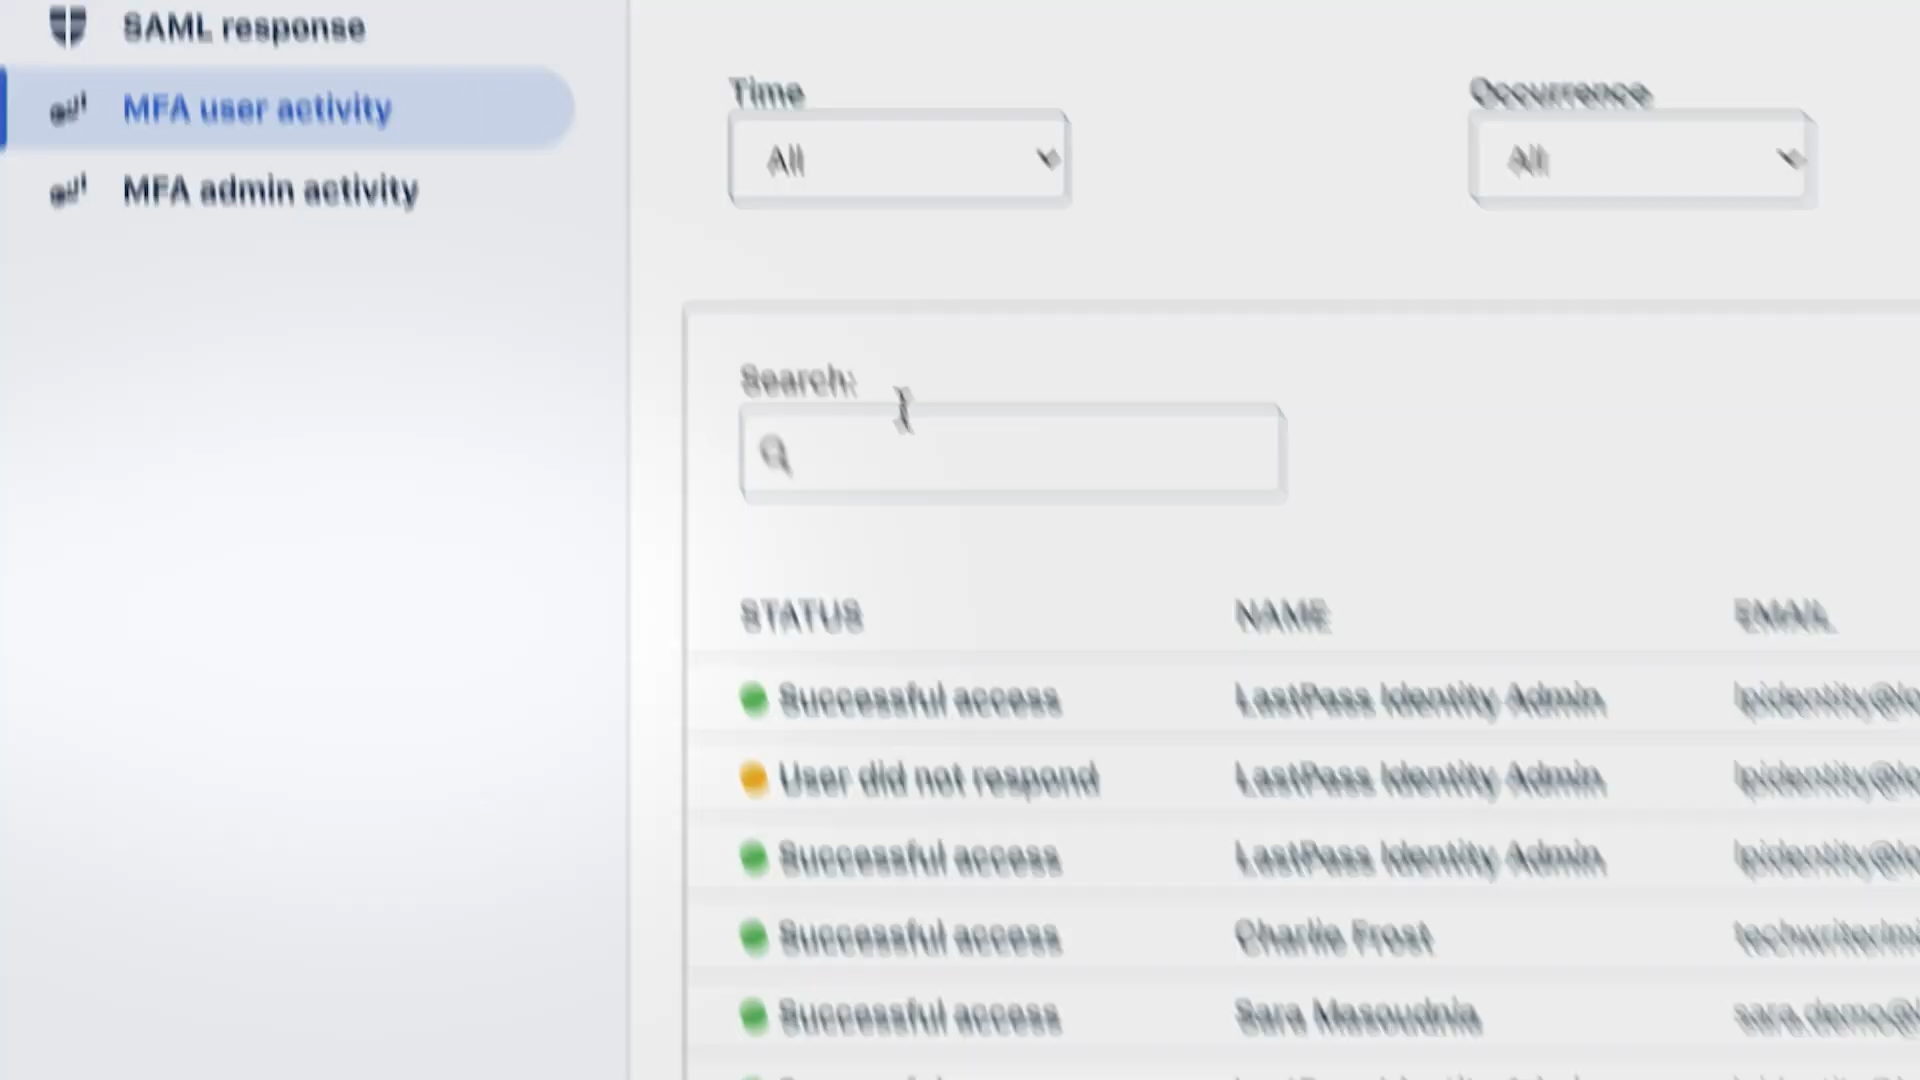 SAML response
MFA user activity
MFA admin activity
Time
Occurrence
All
All
Search:
STATUS NAME EMAIL
Successful access LastPass Identity Admin
User did not respond LastPass Identity Admin
Successful access LastPass Identity Admin
Successful access Charlie Frost
Successful access Sara Masoudnia